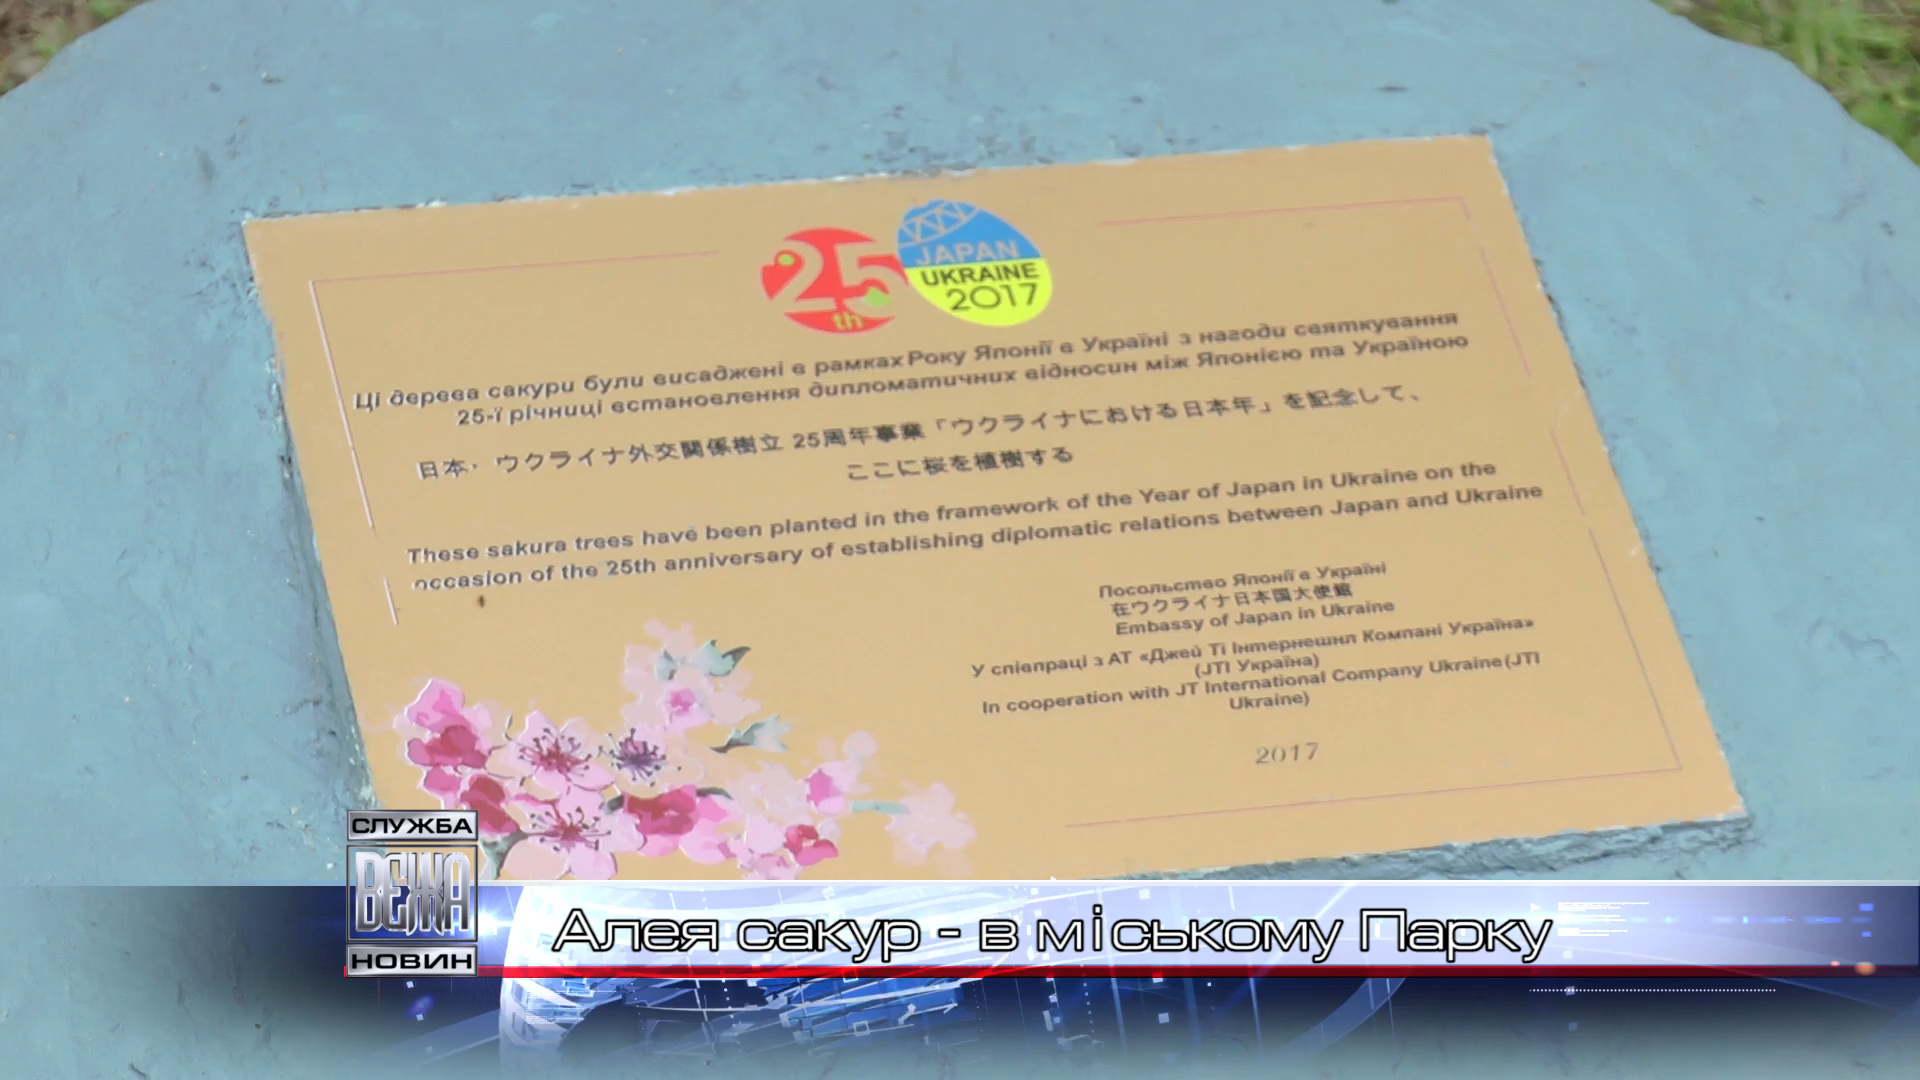 25th
JAPAN
UKRAINE
2017
Ці дерева сакури були висаджені в рамках Року Японії в Україні з нагоди святкування
25-ї річниці встановлення дипломатичних відносин між Японією та Україною
日本・ウクライナ外交関係樹立 25周年事業「ウクライナにおける日本年」を記念して、
ここに桜を植樹する
These sakura trees have been planted in the framework of the Year of Japan in Ukraine on the
occasion of the 25th anniversary of establishing diplomatic relations between Japan and Ukraine
Посольство Японії в Україні
在ウクライナ日本国大使館
Embassy of Japan in Ukraine
У співпраці з АТ «Джей Ті Інтернешнл Компані Україна»
(JTI Україна)
In cooperation with JT International Company Ukraine (JTI
Ukraine)
2017
СЛУЖБА
ВЕЖА
НОВИН
Алея сакур - в міському Парку